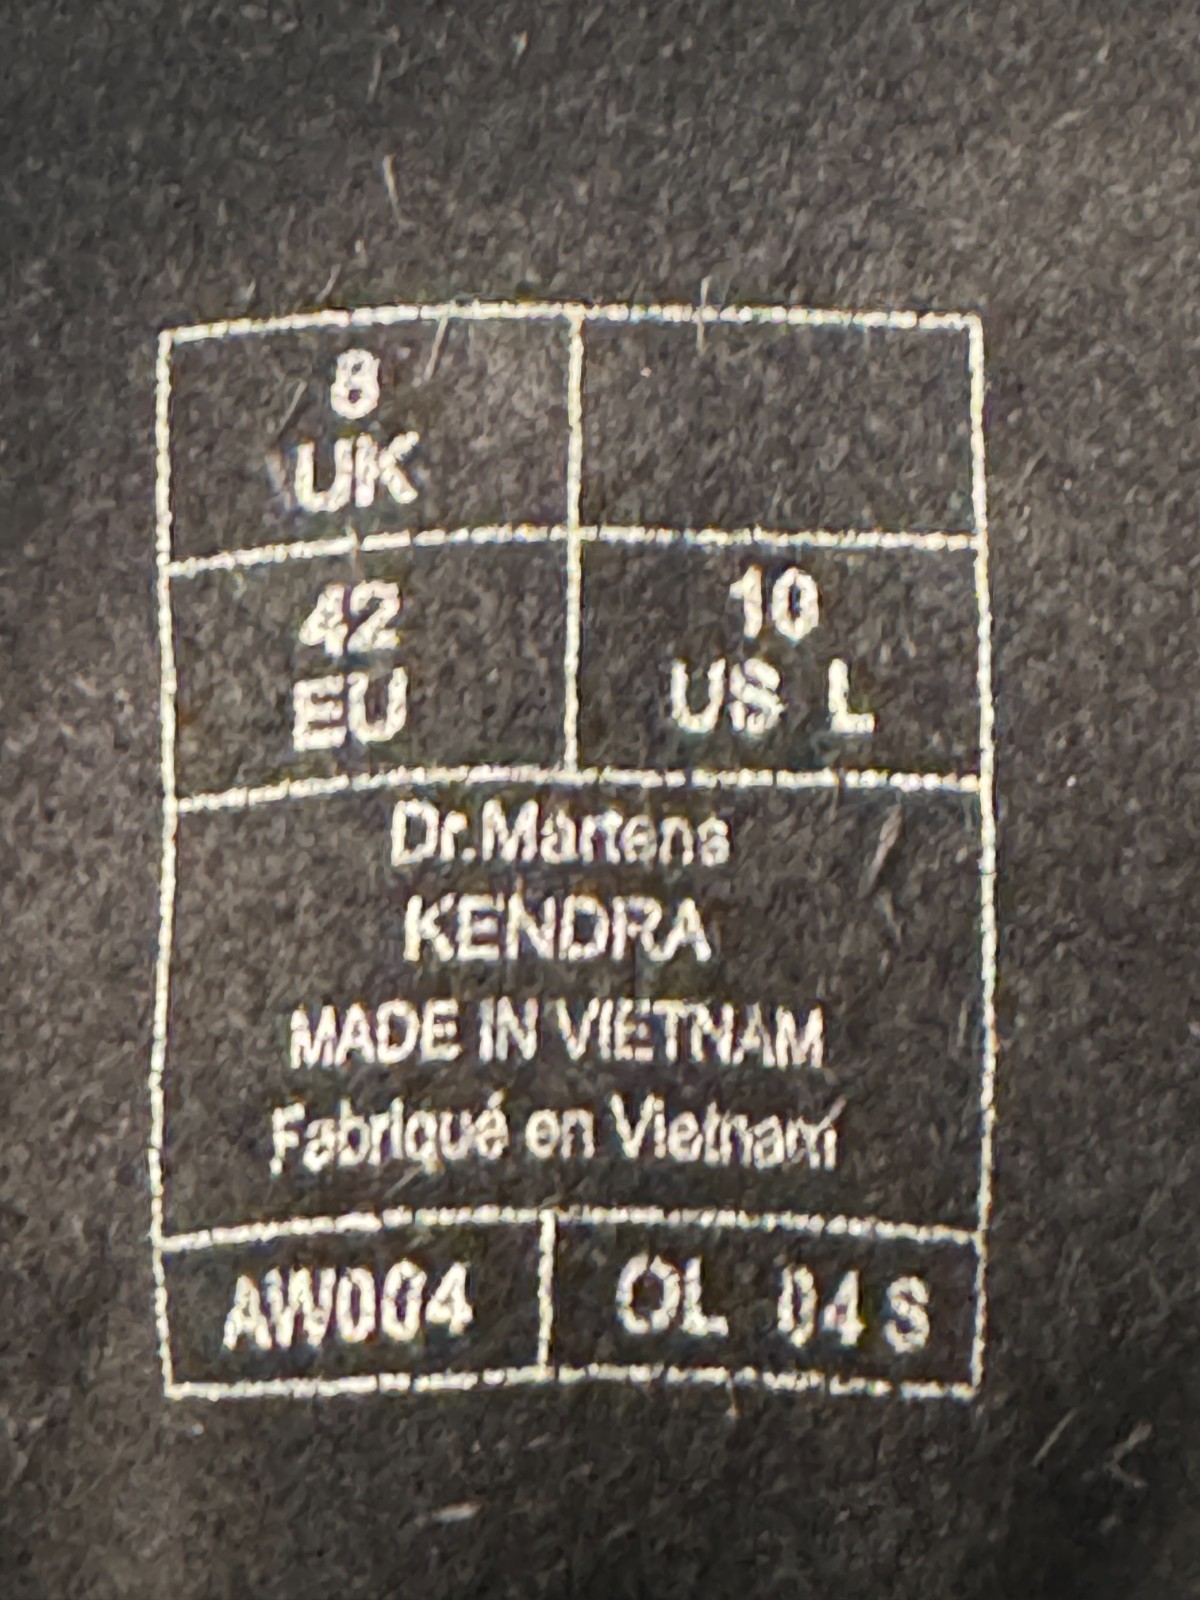 8
UK
42
EU
10
US L
Dr.Martens
KENDRA
MADE IN VIETNAM
Fabriqué en Vietnam
AW004
OL 04 S